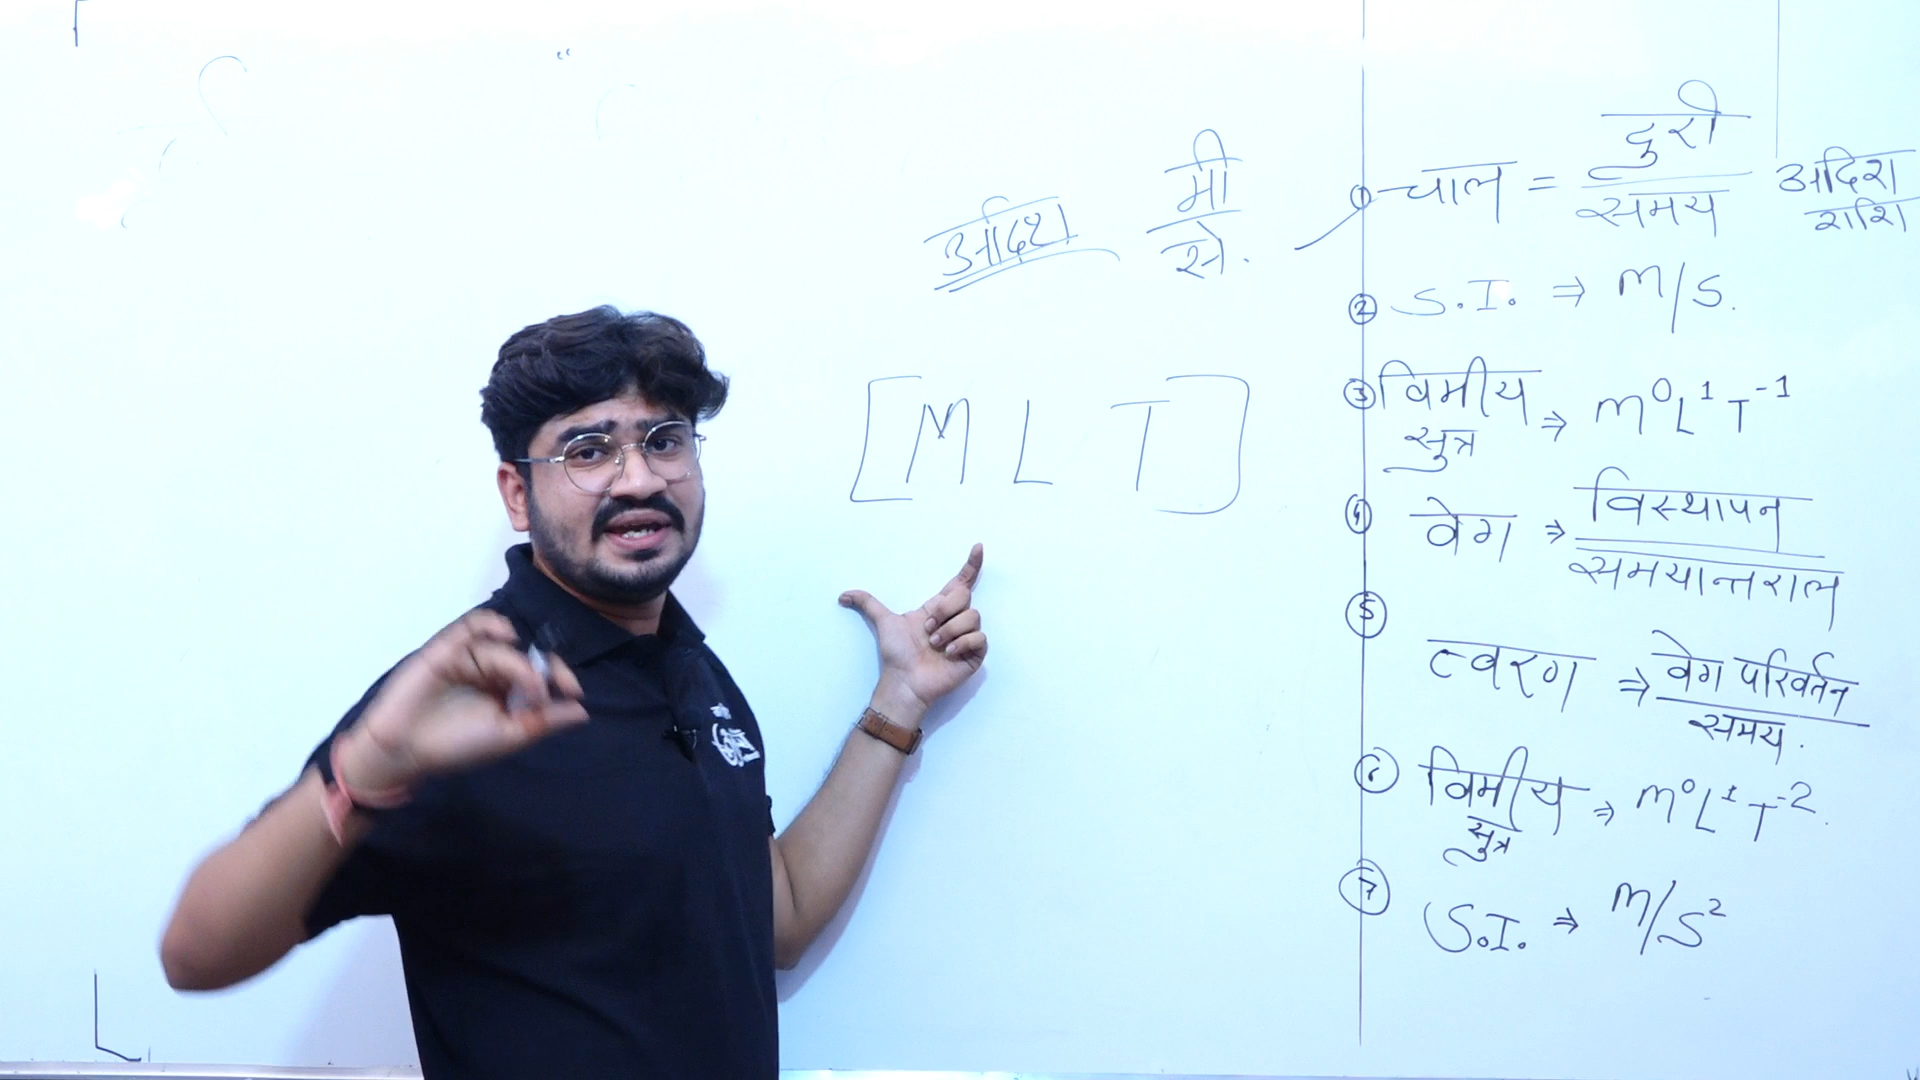 अदिश
मी
से.
[M L T]
① चाल = दुरी / समय अदिश राशि
② S.I. ⇒ m/s.
③ विमीय सुत्र ⇒ m⁰L¹T⁻¹
④ वेग ⇒ विस्थापन / समयान्तराल
⑤
त्वरण ⇒ वेग परिवर्तन / समय.
⑥ विमीय सुत्र ⇒ m⁰L¹T⁻².
⑦ S.I. ⇒ m/s²